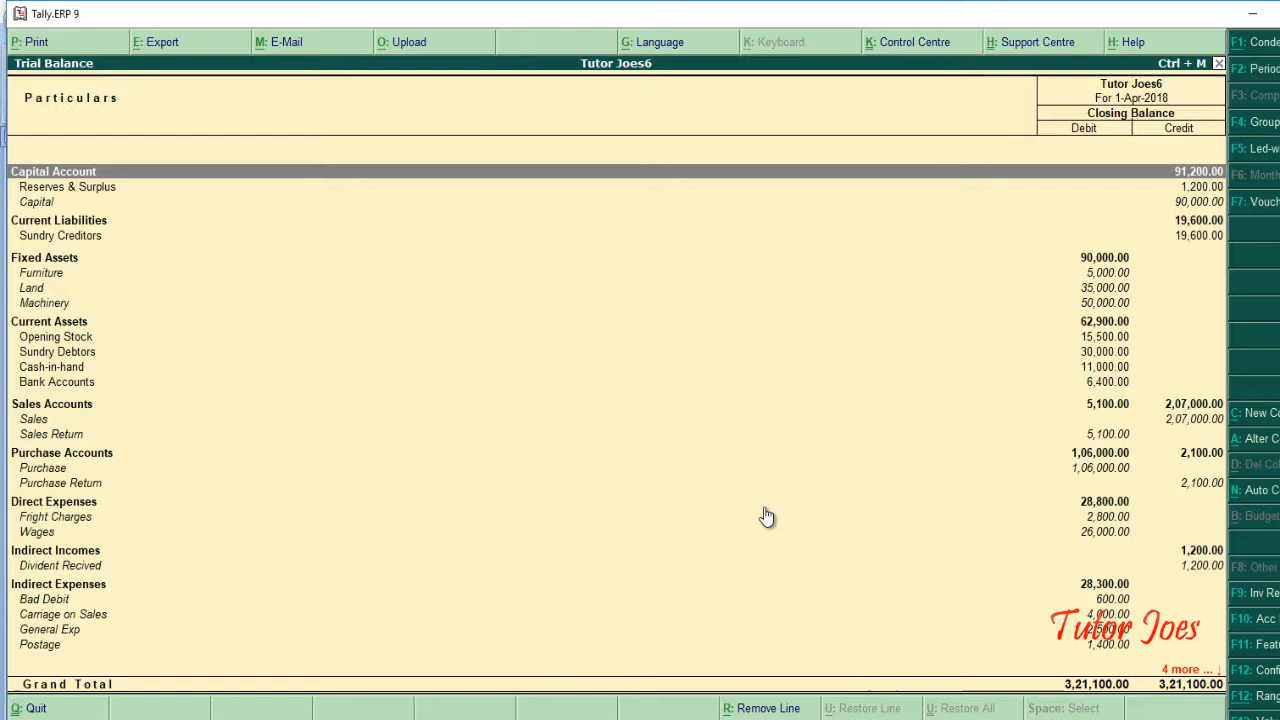 Tally.ERP 9
P: Print E: Export M: E-Mail O: Upload G: Language K: Keyboard K: Control Centre H: Support Centre H: Help
Trial Balance Tutor Joes6 Ctrl + M
Particulars
Tutor Joes6
For 1-Apr-2018
Closing Balance
Debit Credit
Capital Account 91,200.00
Reserves & Surplus 1,200.00
Capital 90,000.00
Current Liabilities 19,600.00
Sundry Creditors 19,600.00
Fixed Assets 90,000.00
Furniture 5,000.00
Land 35,000.00
Machinery 50,000.00
Current Assets 62,900.00
Opening Stock 15,500.00
Sundry Debtors 30,000.00
Cash-in-hand 11,000.00
Bank Accounts 6,400.00
Sales Accounts 5,100.00 2,07,000.00
Sales 2,07,000.00
Sales Return 5,100.00
Purchase Accounts 1,06,000.00 2,100.00
Purchase 1,06,000.00
Purchase Return 2,100.00
Direct Expenses 28,800.00
Fright Charges 2,800.00
Wages 26,000.00
Indirect Incomes 1,200.00
Divident Recived 1,200.00
Indirect Expenses 28,300.00
Bad Debit 600.00
Carriage on Sales
General Exp
Postage 1,400.00
Tutor Joes
4 more ... ↓
Grand Total 3,21,100.00 3,21,100.00
Q: Quit R: Remove Line U: Restore Line U: Restore All Space: Select
F1: Conde
F2: Perio
F3: Comp
F4: Group
F5: Led-w
F6: Month
F7: Vouch
C: New Co
A: Alter C
D: Del Col
N: Auto C
B: Budge
F8: Other
F9: Inv Re
F10: Acc
F11: Feat
F12: Conf
F12: Rang